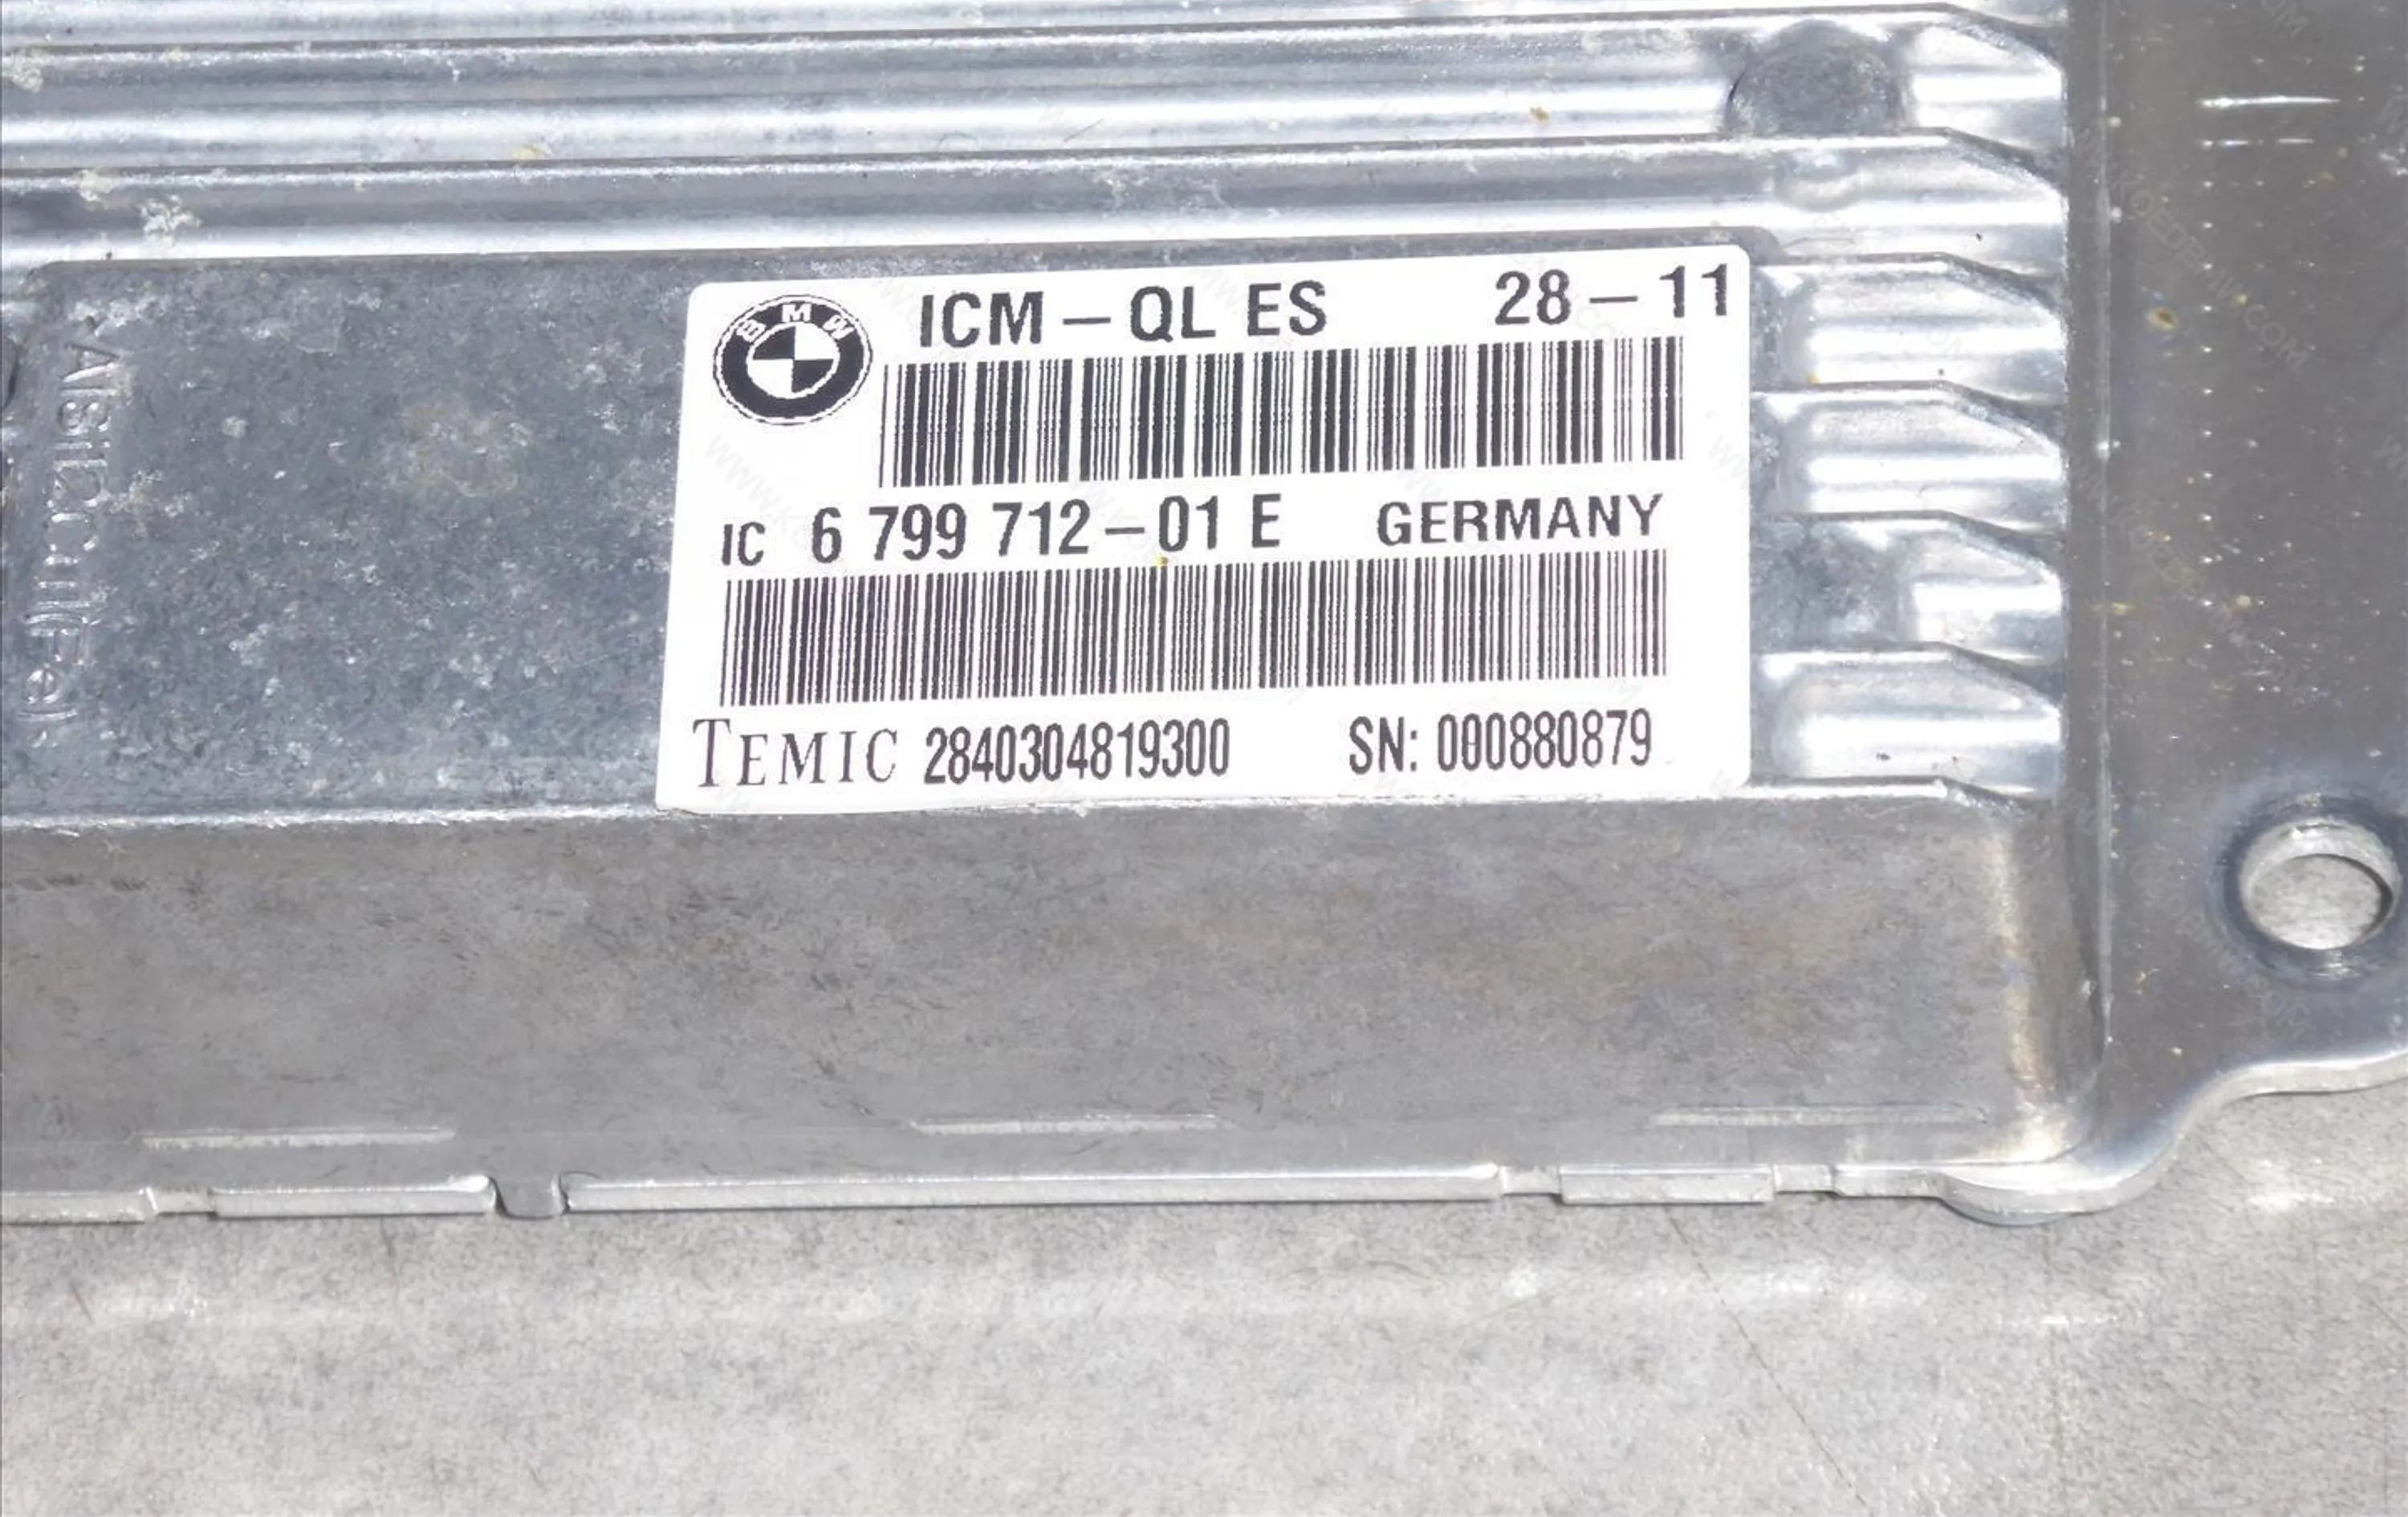 BMW
ICM – QL ES 28 – 11
IC 6 799 712 – 01 E GERMANY
TEMIC 2840304819300 SN: 000880879